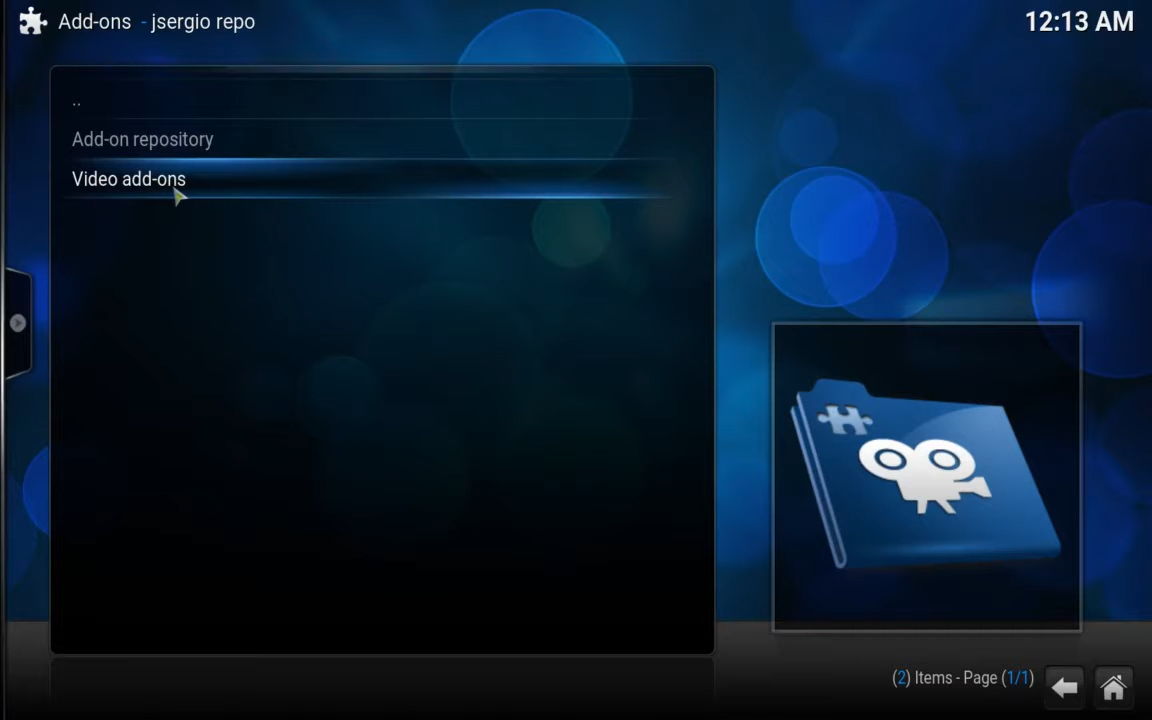 Add-ons - jsergio repo
12:13 AM
..
Add-on repository
Video add-ons
(2) Items - Page (1/1)